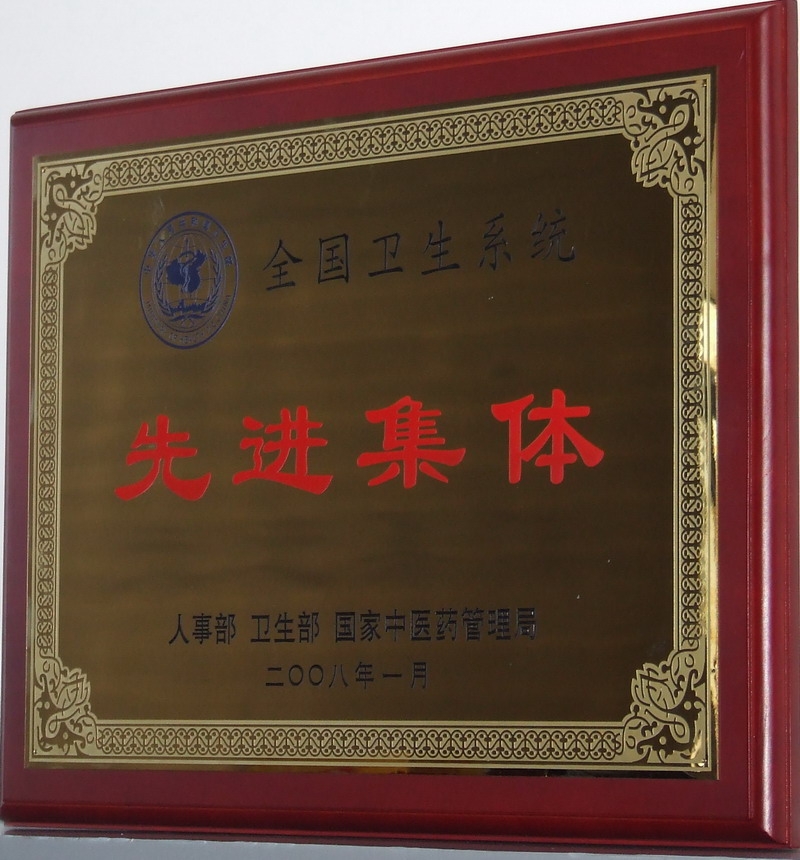 全国卫生系统
先进集体
人事部 卫生部 国家中医药管理局
二〇〇八年一月